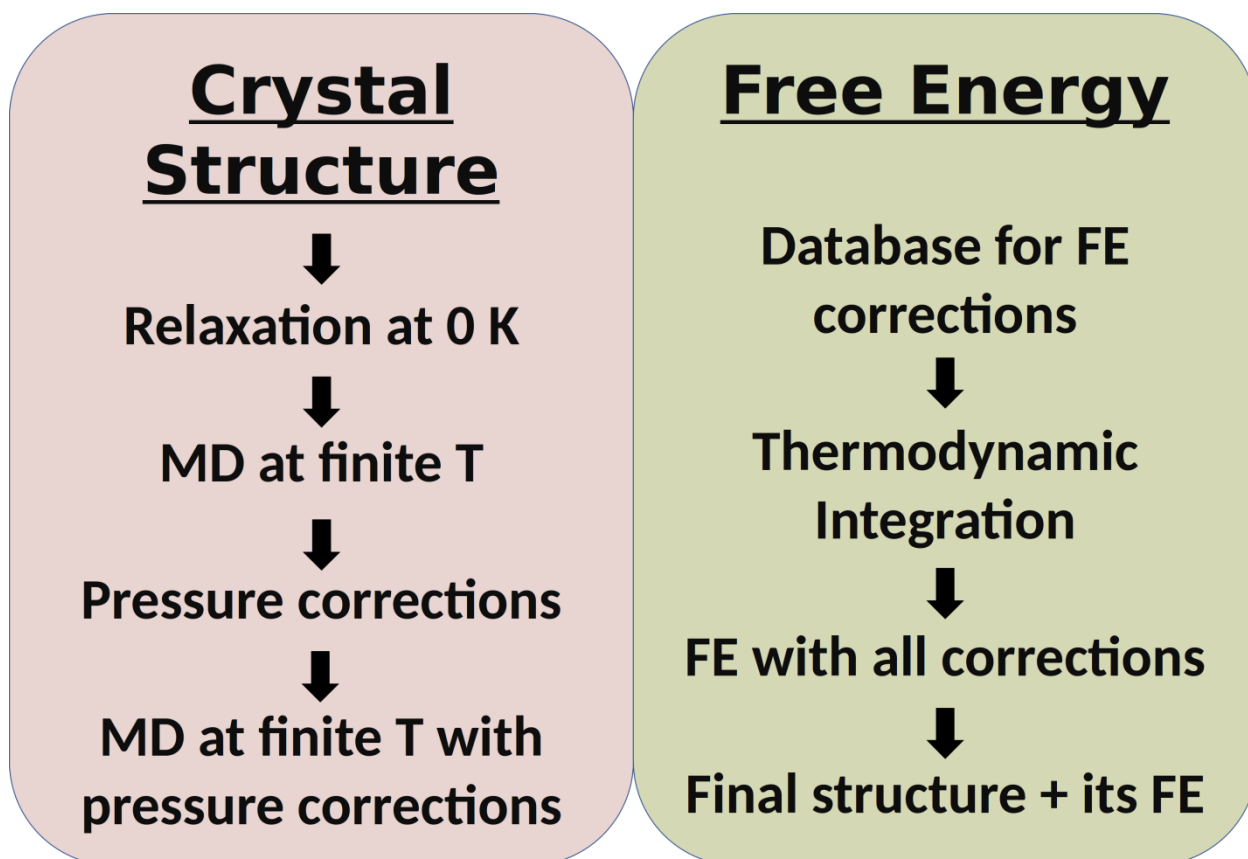 Crystal
Structure
Relaxation at 0 K
MD at finite T
Pressure corrections
MD at finite T with
pressure corrections
Free Energy
Database for FE
corrections
Thermodynamic
Integration
FE with all corrections
Final structure + its FE